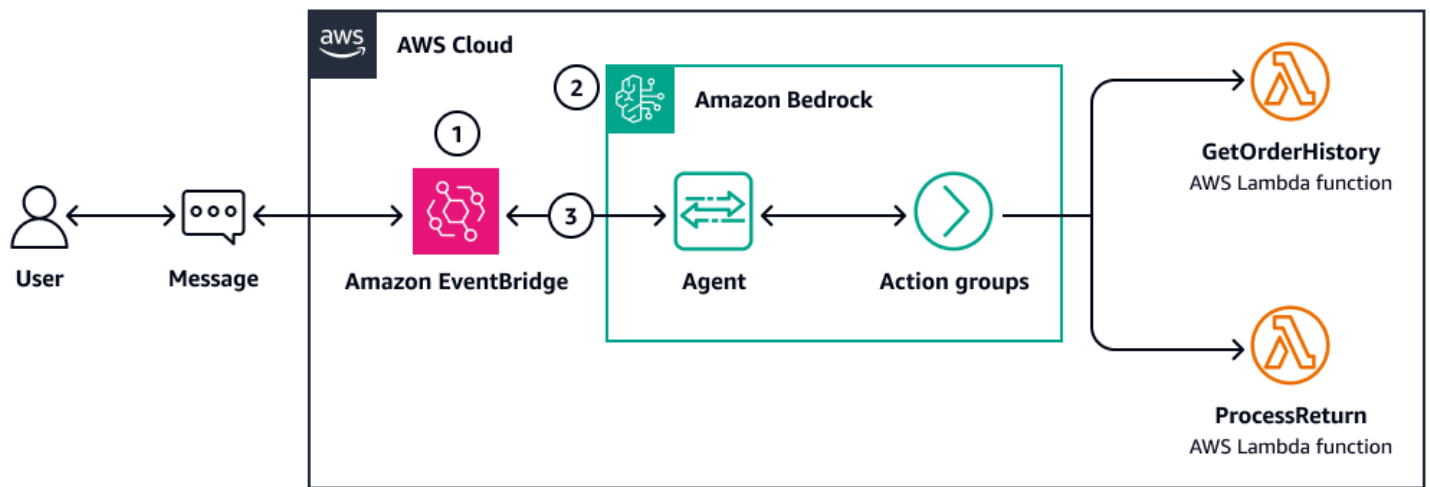 aws
AWS Cloud
2
Amazon Bedrock
1
GetOrderHistory
AWS Lambda function
3
User
Message
Amazon EventBridge
Agent
Action groups
ProcessReturn
AWS Lambda function